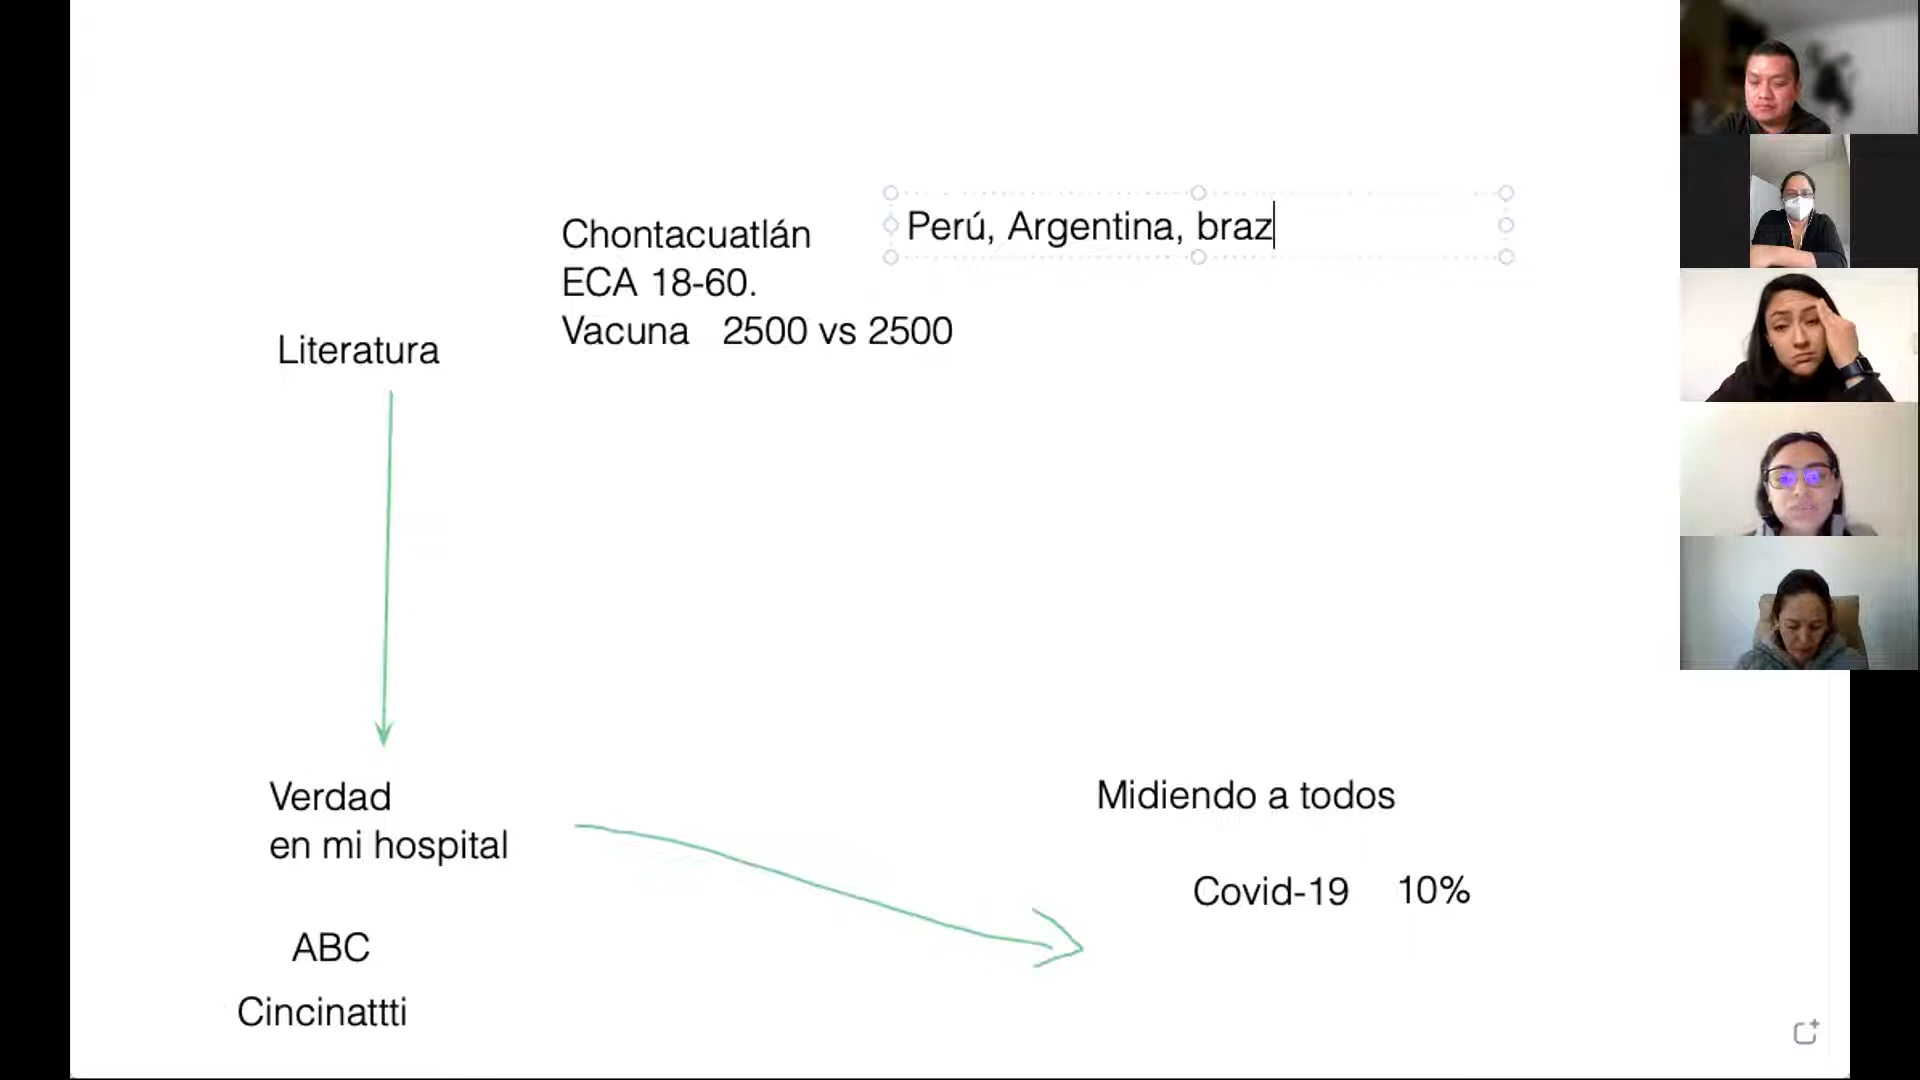 Perú, Argentina, braz
Chontacuatlán
ECA 18-60.
Vacuna 2500 vs 2500
Literatura
Verdad
en mi hospital
Midiendo a todos
Covid-19 10%
ABC
Cincinattti